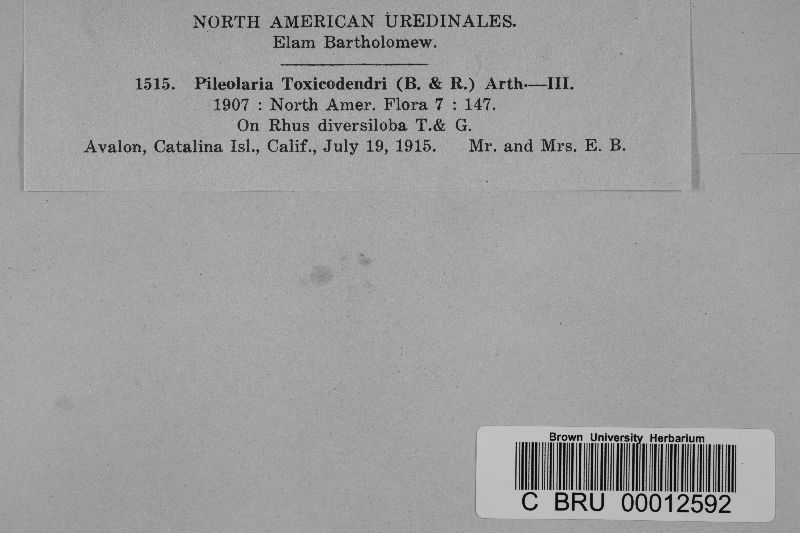 NORTH AMERICAN UREDINALES.
Elam Bartholomew.
1515. Pileolaria Toxicodendri (B. & R.) Arth.—III.
1907 : North Amer. Flora 7 : 147.
On Rhus diversiloba T.& G.
Avalon, Catalina Isl., Calif., July 19, 1915. Mr. and Mrs. E. B.
Brown University Herbarium
C BRU 00012592